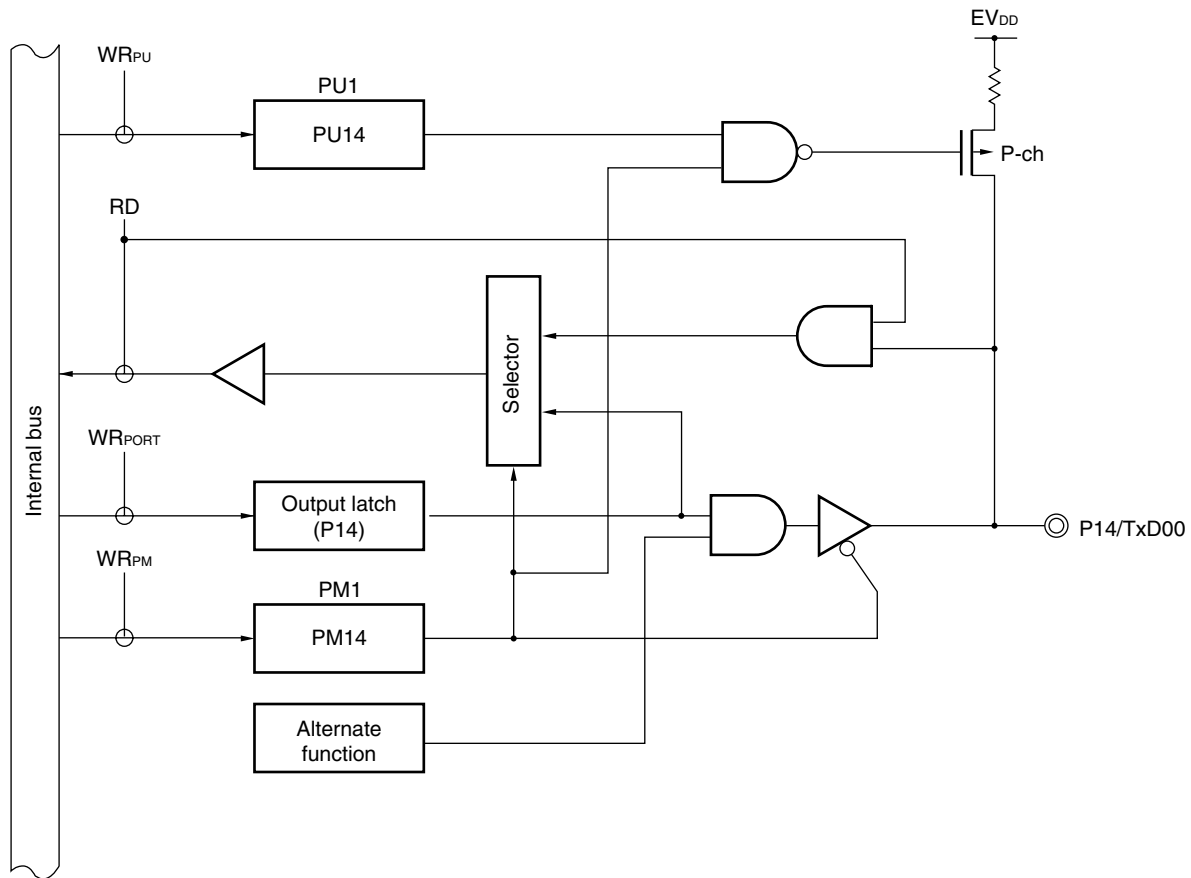 EVDD
WRPU
PU1
PU14
P-ch
RD
Selector
Internal bus
WRPORT
Output latch
(P14)
P14/TxD00
WRPM
PM1
PM14
Alternate
function